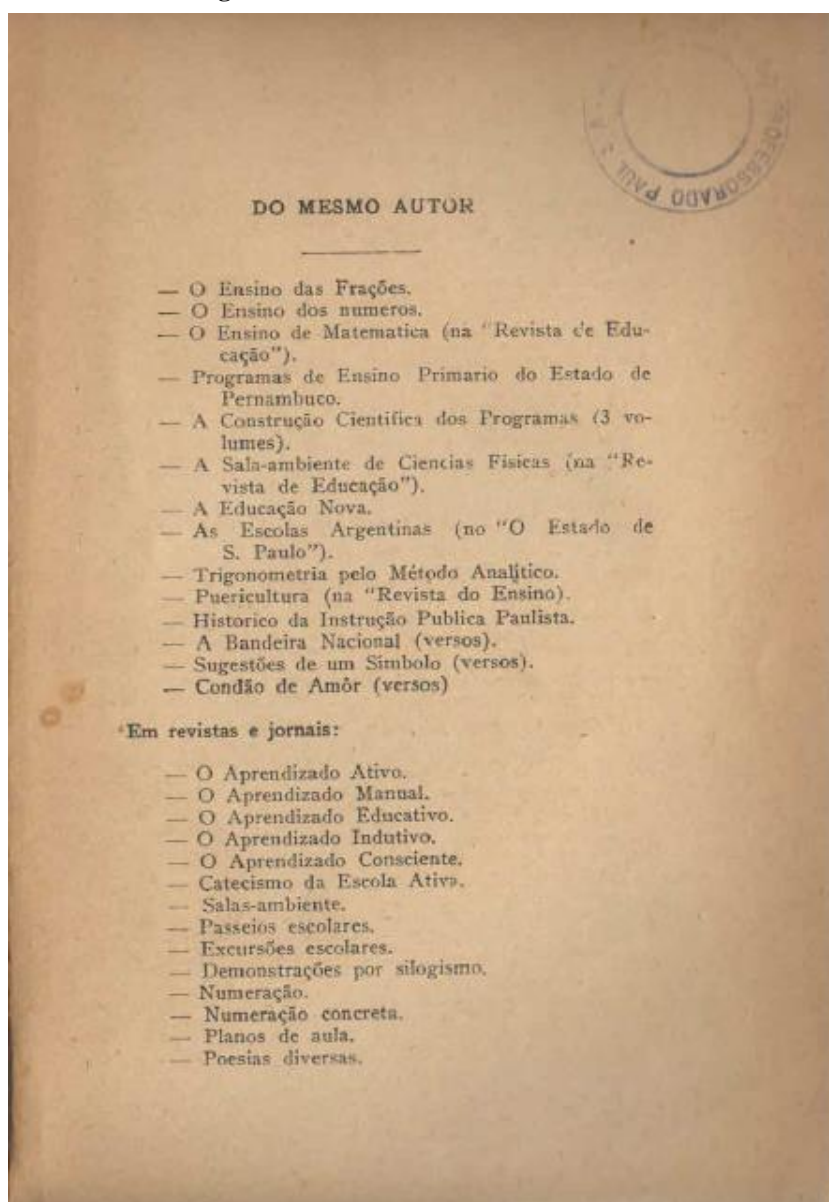 PROFESSORADO PAUL
DO MESMO AUTOR
— O Ensino das Frações.
— O Ensino dos numeros.
— O Ensino de Matematica (na "Revista de Edu-
cação").
— Programas de Ensino Primario do Estado de
Pernambuco.
— A Construção Cientifica dos Programas (3 vo-
lumes).
— A Sala-ambiente de Ciencias Físicas (na "Re-
vista de Educação").
— A Educação Nova.
— As Escolas Argentinas (no "O Estado de
S. Paulo").
— Trigonometria pelo Método Analítico.
— Puericultura (na "Revista do Ensino).
— Historico da Instrução Publica Paulista.
— A Bandeira Nacional (versos).
— Sugestões de um Simbolo (versos).
— Condão de Amôr (versos)
Em revistas e jornais:
— O Aprendizado Ativo.
— O Aprendizado Manual.
— O Aprendizado Educativo.
— O Aprendizado Indutivo.
— O Aprendizado Consciente.
— Catecismo da Escola Ativa.
— Salas-ambiente.
— Passeios escolares.
— Excursões escolares.
— Demonstrações por silogismo.
— Numeração.
— Numeração concreta.
— Planos de aula.
— Poesias diversas.